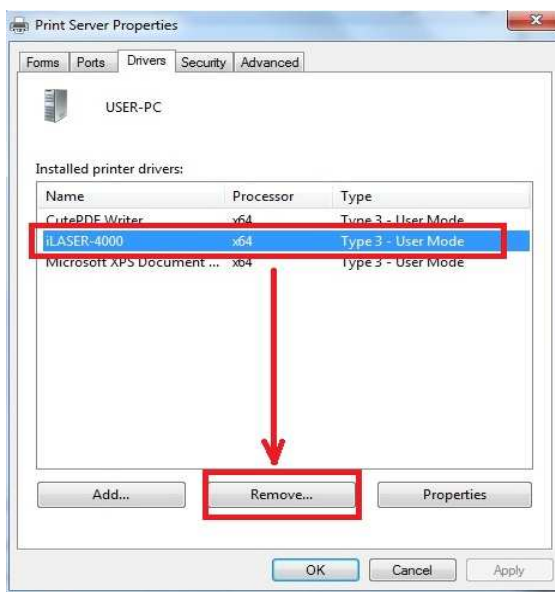 Print Server Properties
Forms Ports Drivers Security Advanced
USER-PC
Installed printer drivers:
Name Processor Type
CutePDF Writer x64 Type 3 - User Mode
iLASER-4000 x64 Type 3 - User Mode
Microsoft XPS Document ... x64 Type 3 - User Mode
Add... Remove... Properties
OK Cancel Apply